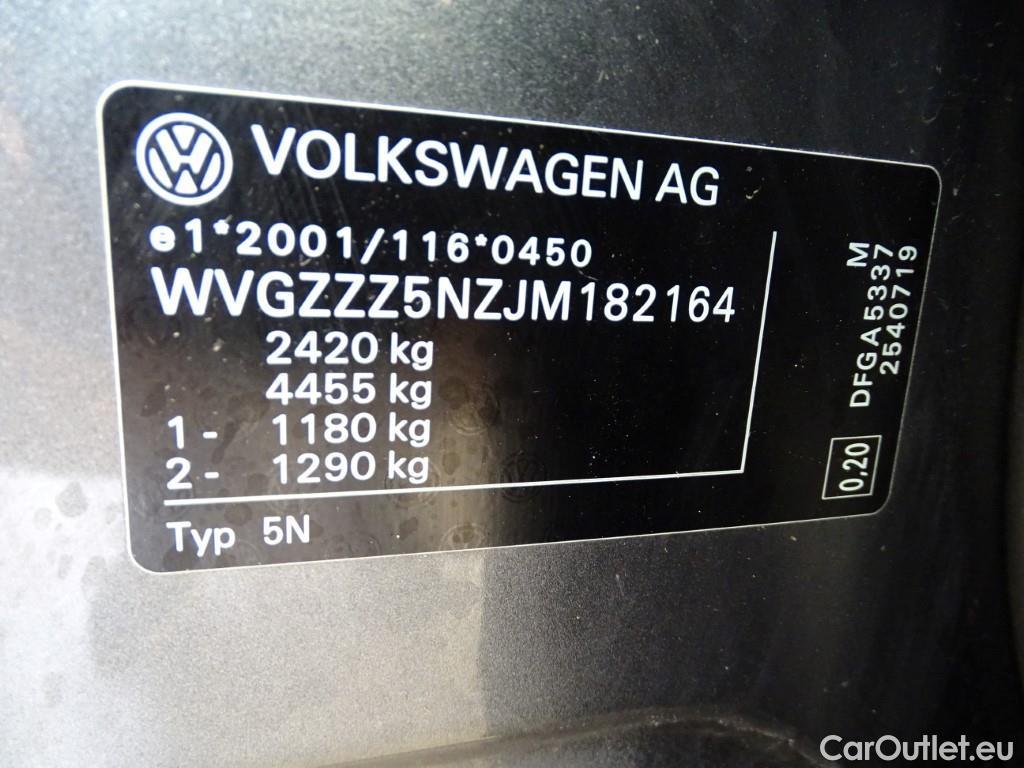 VOLKSWAGEN AG
e1*2001/116*0450
WVGZZZ5NZJM182164
2420 kg
4455 kg
1 - 1180 kg
2 - 1290 kg
Typ 5N
M
DFGA5337
2540719
0,20
CarOutlet.eu